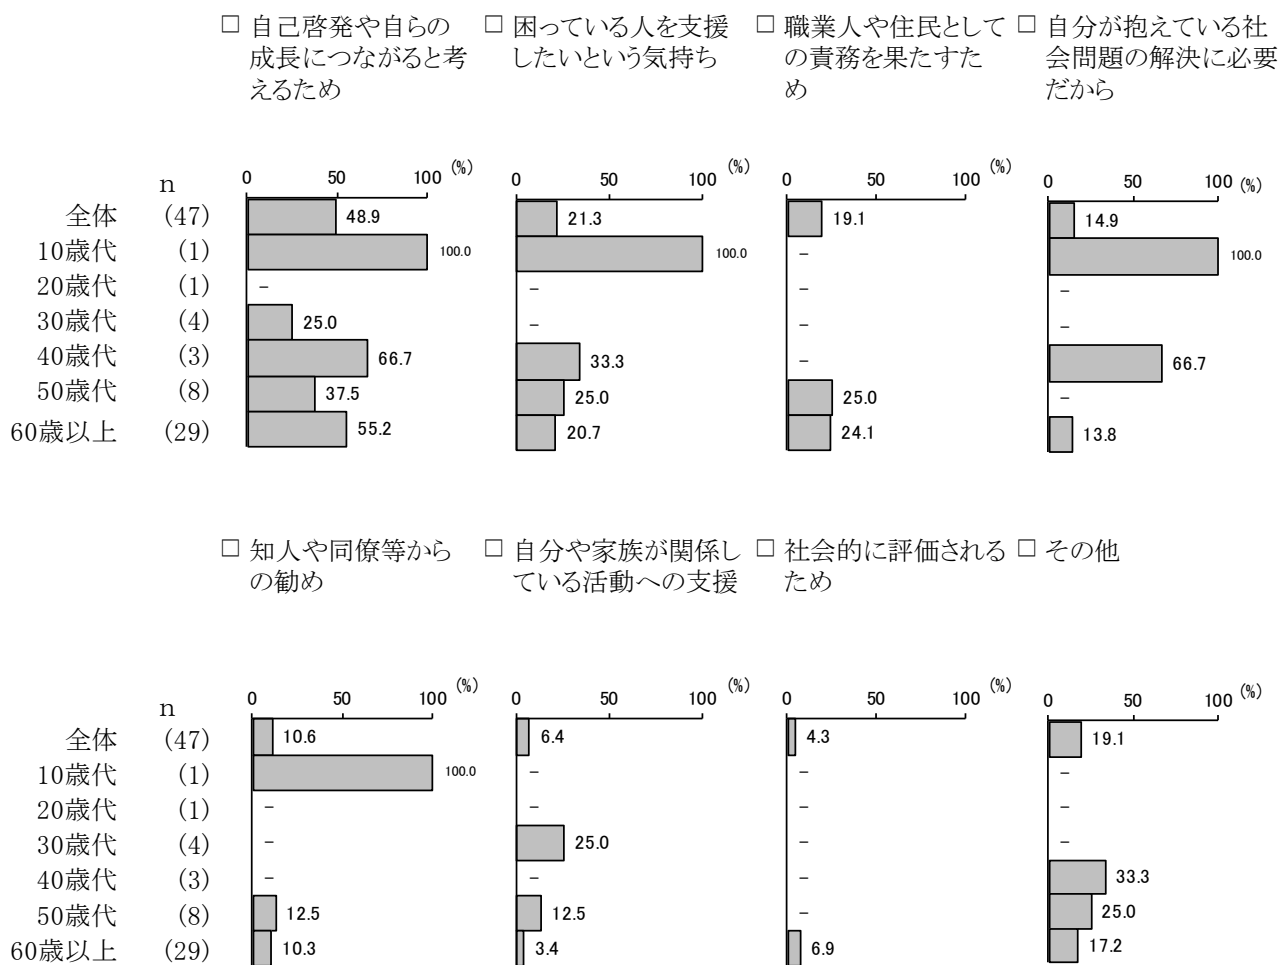 □ 自己啓発や自らの成長につながると考えるため
□ 困っている人を支援したいという気持ち
□ 職業人や住民としての責務を果たすため
□ 自分が抱えている社会問題の解決に必要だから
0 50 100 (%) 0 50 100 (%) 0 50 100 (%) 0 50 100 (%)
n
全体 (47) 48.9 21.3 19.1 14.9
10歳代 (1) 100.0 100.0 － 100.0
20歳代 (1) － － － －
30歳代 (4) 25.0 － － －
40歳代 (3) 66.7 33.3 － 66.7
50歳代 (8) 37.5 25.0 25.0 －
60歳以上 (29) 55.2 20.7 24.1 13.8
□ 知人や同僚等からの勧め
□ 自分や家族が関係している活動への支援
□ 社会的に評価されるため
□ その他
0 50 100 (%) 0 50 100 (%) 0 50 100 (%) 0 50 100 (%)
n
全体 (47) 10.6 6.4 4.3 19.1
10歳代 (1) 100.0 － － －
20歳代 (1) － － － －
30歳代 (4) － 25.0 － －
40歳代 (3) － － － 33.3
50歳代 (8) 12.5 12.5 － 25.0
60歳以上 (29) 10.3 3.4 6.9 17.2